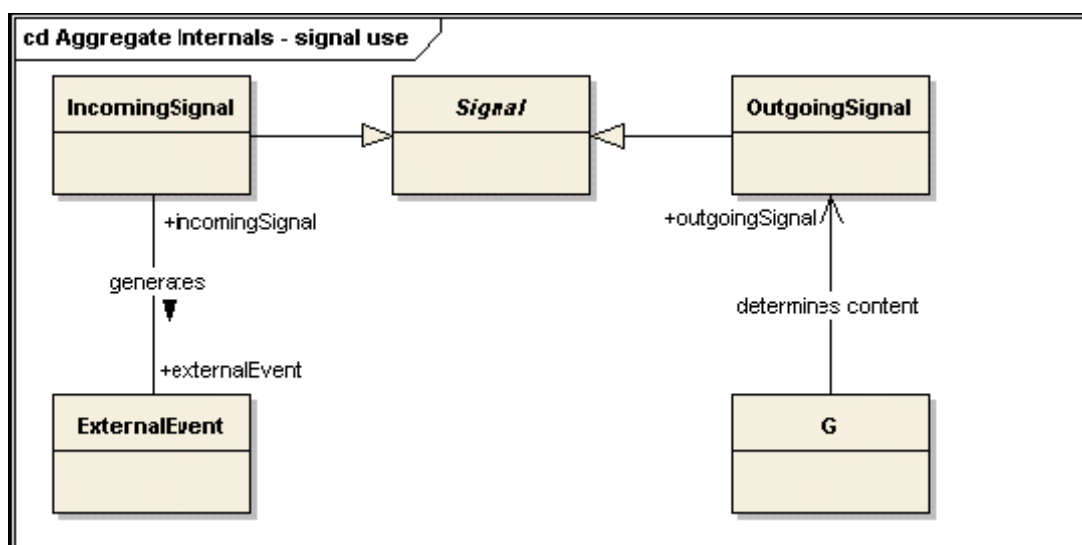 cd Aggregate Internals - signal use
IncomingSignal
Signal
OutgoingSignal
+incomingSignal
+outgoingSignal
generates
determines content
+externalEvent
ExternalEvent
G